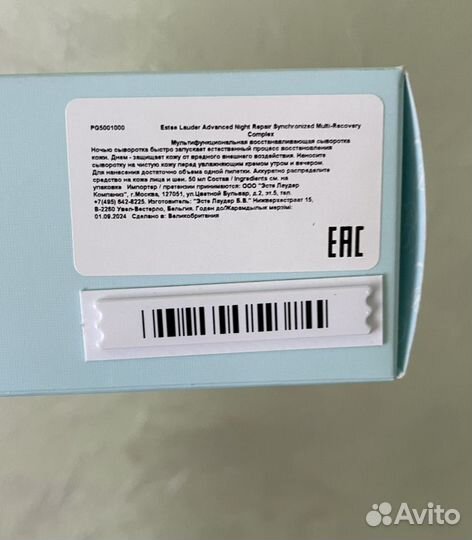 PG5001000 Estee Lauder Advanced Night Repair Synchronized Multi-Recovery
Complex
Мультифункциональная восстанавливающая сыворотка
Ночью сыворотка быстро запускает естественный процесс восстановления
кожи. Днем - защищает кожу от вредного внешнего воздействия. Наносите
сыворотку на чистую кожу перед увлажняющим кремом утром и вечером.
Для нанесения достаточно объема одной пипетки. Аккуратно распределите
средство на коже лица и шеи. 50 мл Состав / Ingredients см. на
упаковке Импортер / претензии принимаются: ООО "Эсте Лаудер
Компаниз", г.Москва, 127051, ул.Цветной Бульвар, д.2, эт.5, тел.
+7(495) 642-8225. Изготовитель: "Эсте Лаудер Б.В." Нижверхестраат 15,
B-2260 Увел-Вестерло, Бельгия. Годен до/Жарамдылық мерзімі:
01.09.2024 Сделано в: Великобритания
EAC
Avito